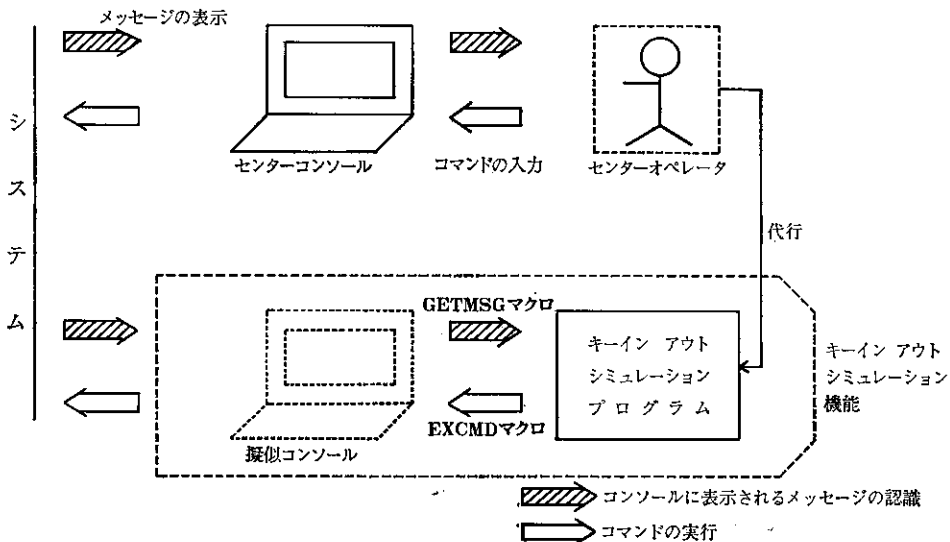 メッセージの表示
システム
センターコンソール
コマンドの入力
センターオペレータ
代行
GETMSGマクロ
キーイン アウト
シミュレーション
プログラム
EXCMDマクロ
擬似コンソール
キーイン アウト
シミュレーション
機能
コンソールに表示されるメッセージの認識
コマンドの実行